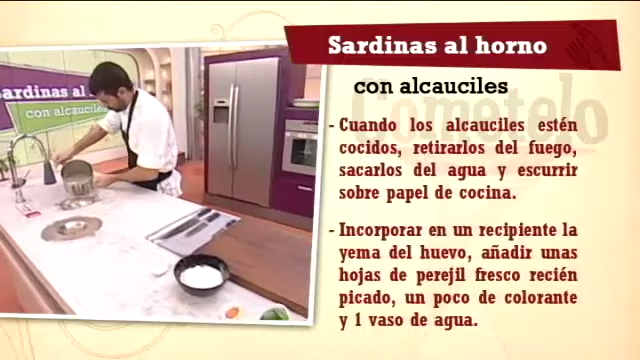 Sardinas al horno
con alcauciles
Cometelo
- Cuando los alcauciles estén
cocidos, retirarlos del fuego,
sacarlos del agua y escurrir
sobre papel de cocina.
- Incorporar en un recipiente la
yema del huevo, añadir unas
hojas de perejil fresco recién
picado, un poco de colorante
y 1 vaso de agua.
Sardinas al
con alcauciles